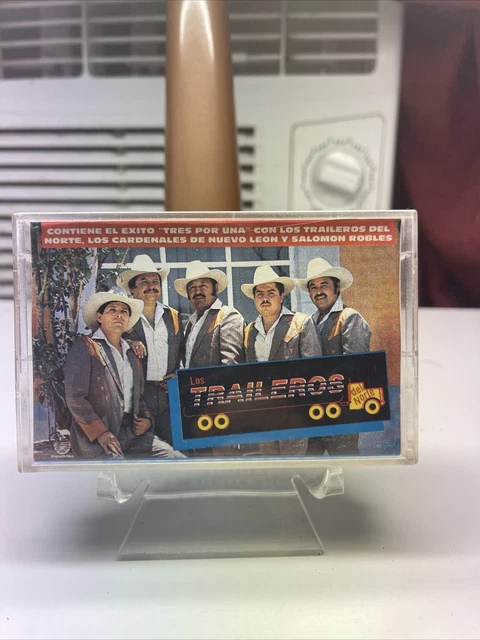 CONTIENE EL EXITO "TRES POR UNA" CON LOS TRAILEROS DEL
NORTE, LOS CARDENALES DE NUEVO LEON Y SALOMON ROBLES
Los
TRAILEROS
del
Norte